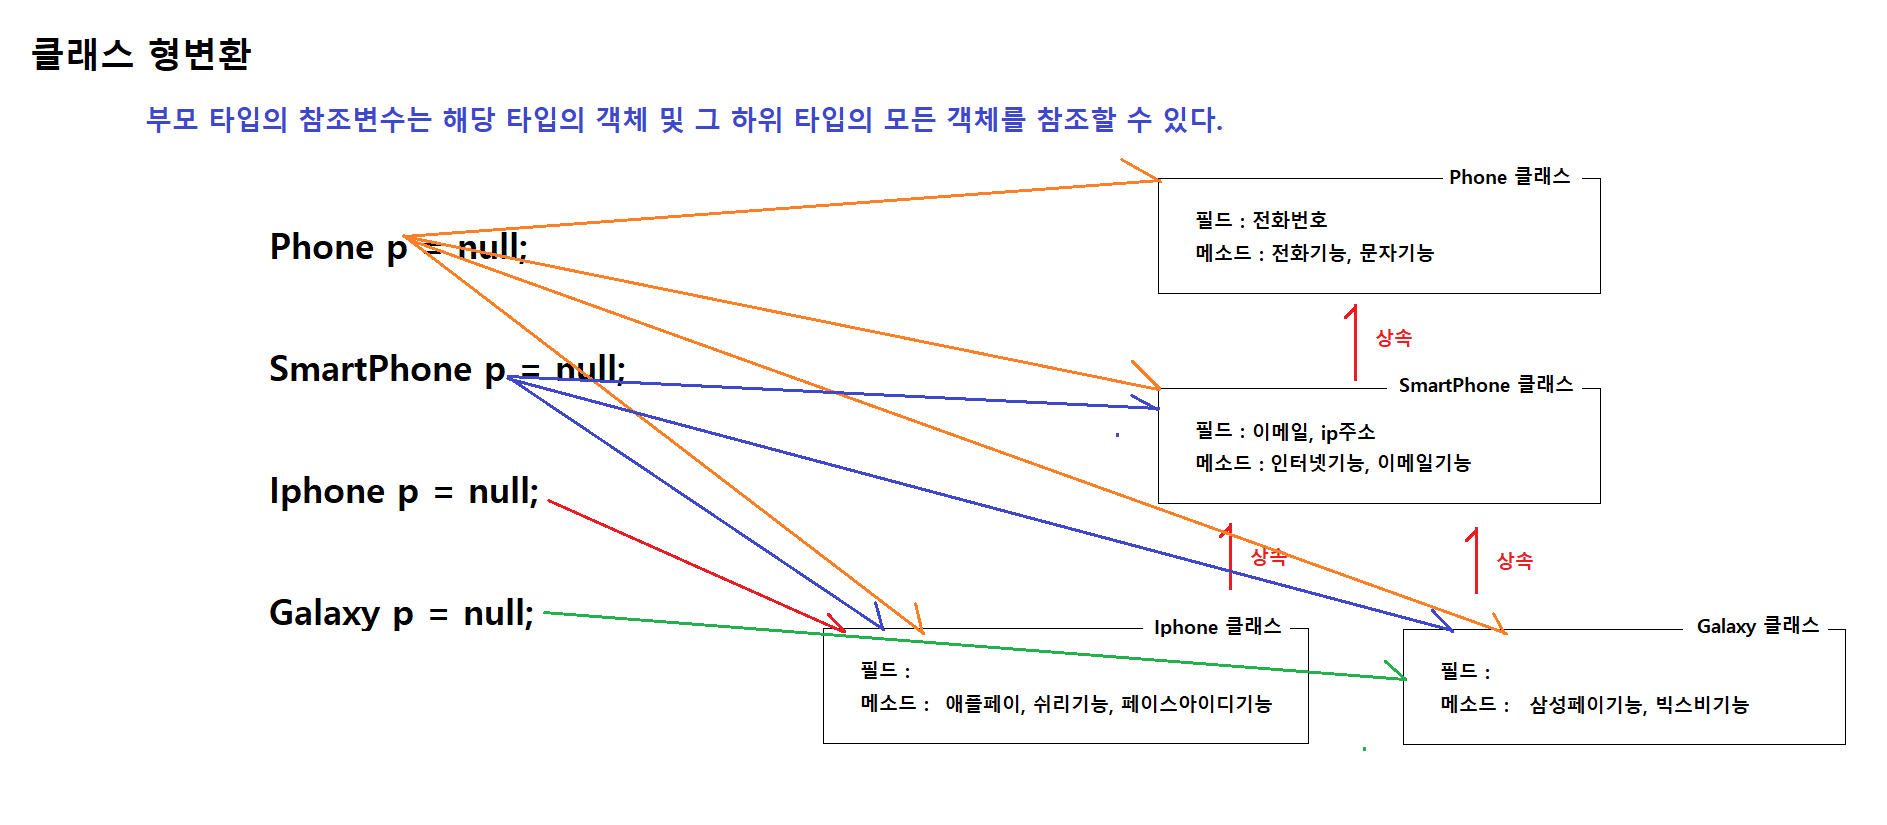 클래스 형변환
부모 타입의 참조변수는 해당 타입의 객체 및 그 하위 타입의 모든 객체를 참조할 수 있다.
Phone 클래스
필드 : 전화번호
메소드 : 전화기능, 문자기능
Phone p = null;
상속
SmartPhone p = null;
SmartPhone 클래스
필드 : 이메일, ip주소
메소드 : 인터넷기능, 이메일기능
Iphone p = null;
상속
상속
Galaxy p = null;
Iphone 클래스
필드 :
메소드 : 애플페이, 쉬리기능, 페이스아이디기능
Galaxy 클래스
필드 :
메소드 : 삼성페이기능, 빅스비기능